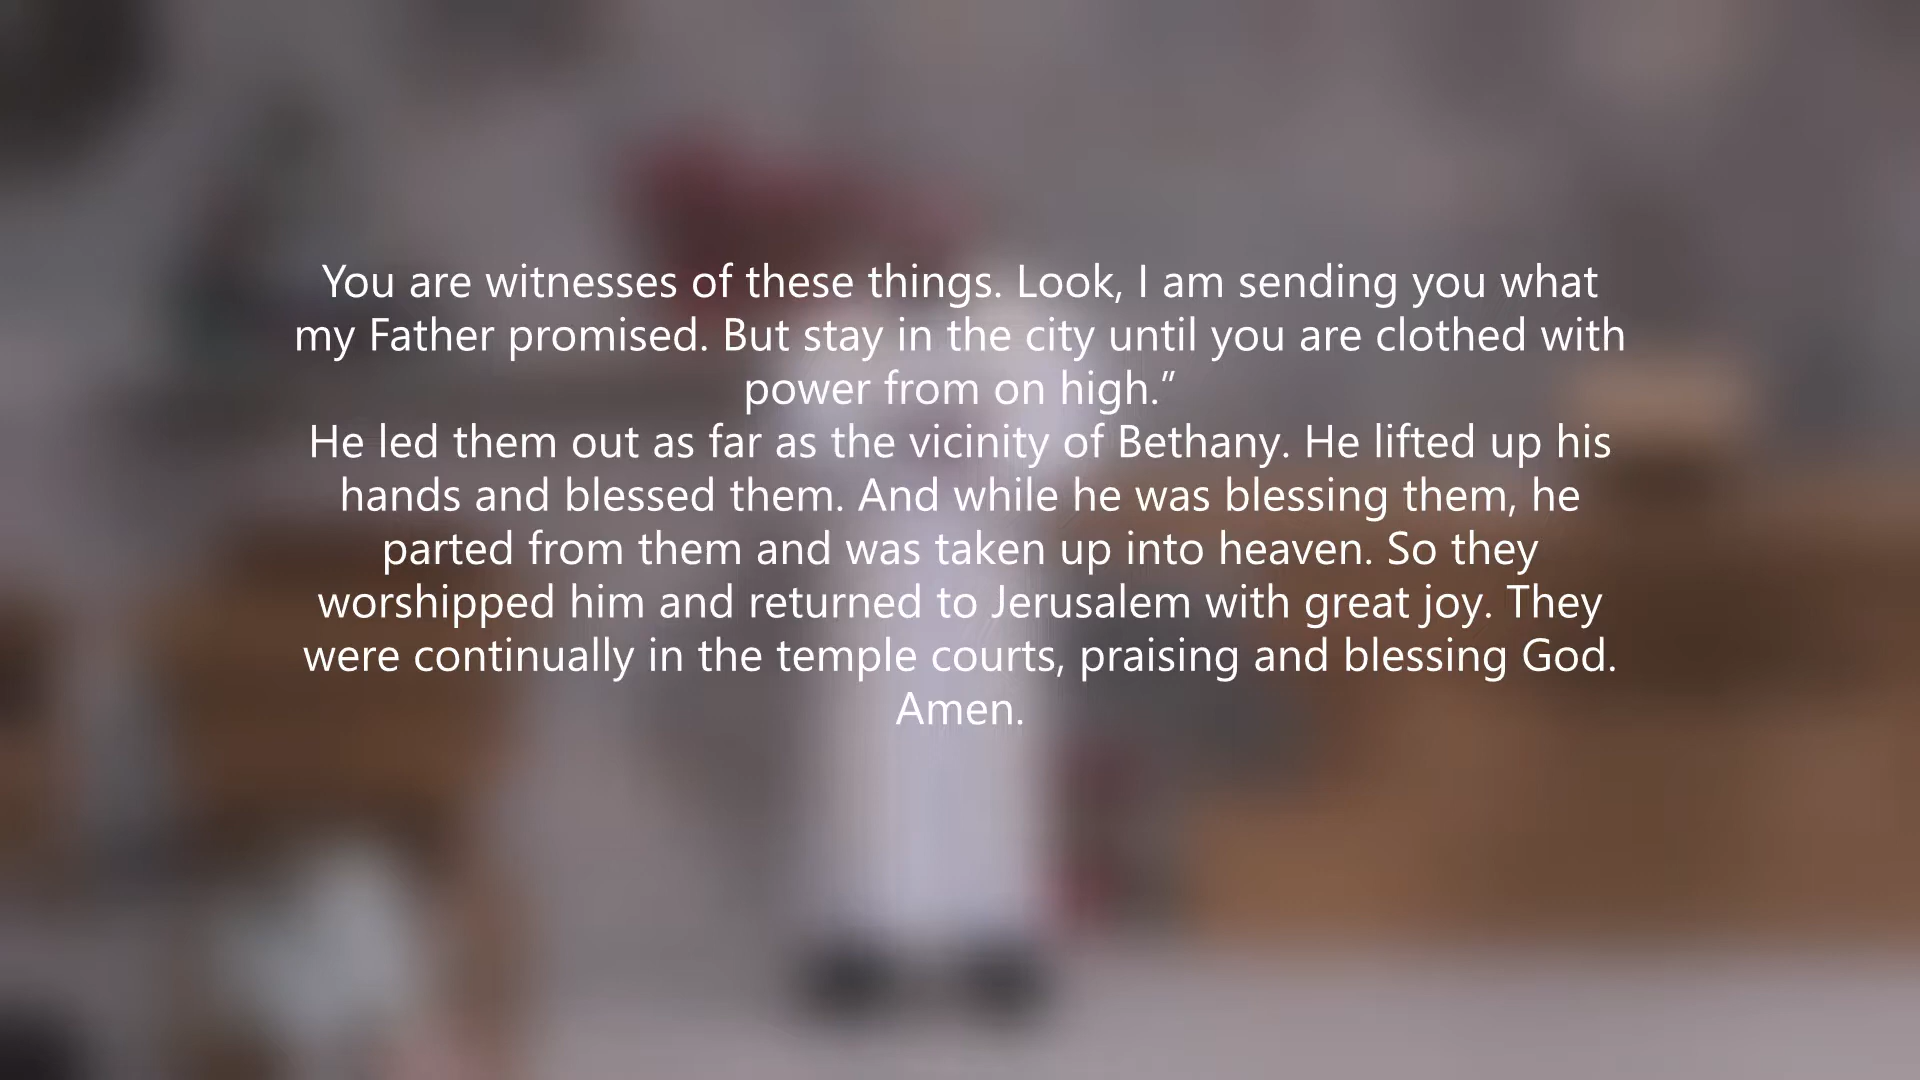 You are witnesses of these things. Look, I am sending you what
my Father promised. But stay in the city until you are clothed with
power from on high.”
He led them out as far as the vicinity of Bethany. He lifted up his
hands and blessed them. And while he was blessing them, he
parted from them and was taken up into heaven. So they
worshipped him and returned to Jerusalem with great joy. They
were continually in the temple courts, praising and blessing God.
Amen.